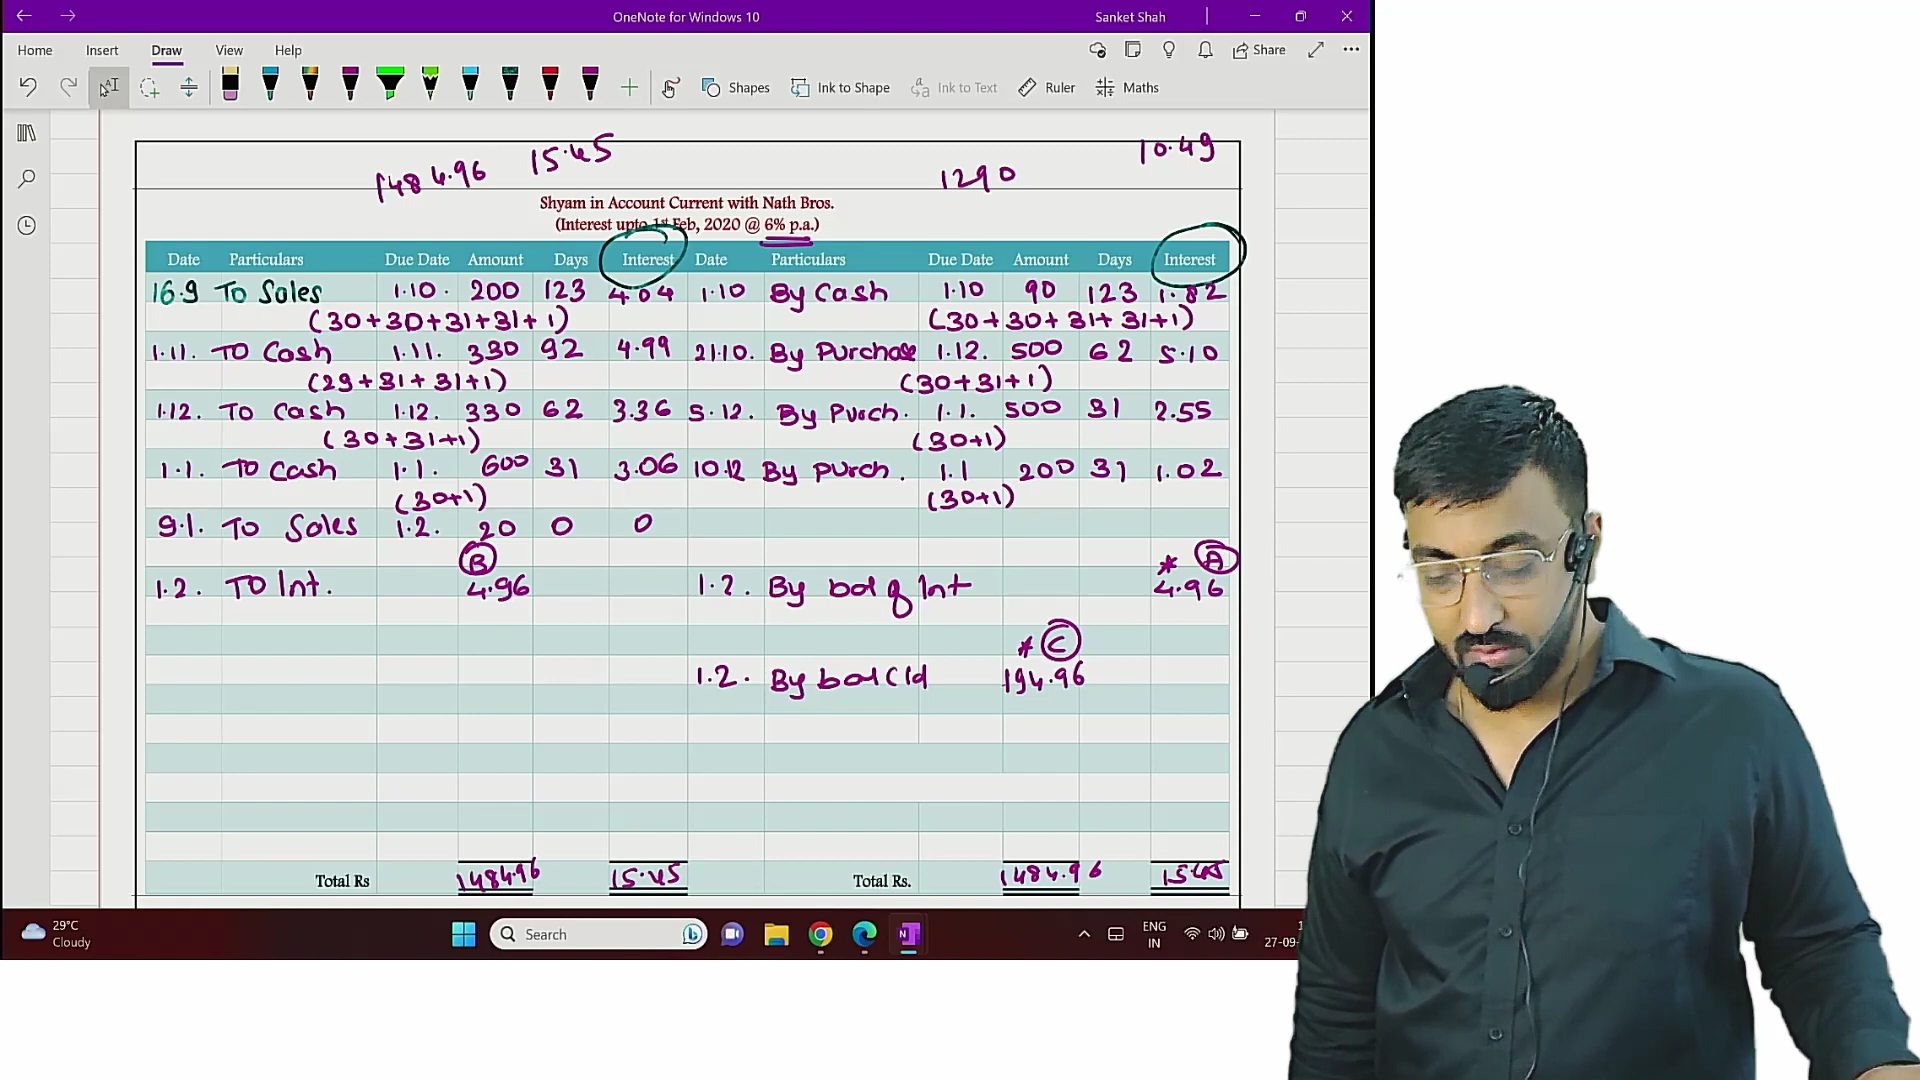 OneNote for Windows 10
Sanket Shah
Home Insert Draw View Help
Share
Shapes Ink to Shape Ink to Text Ruler Maths
1484.96 15.45 1290 10.49
Shyam in Account Current with Nath Bros.
(Interest upto 1st Feb, 2020 @ 6% p.a.)
Date Particulars Due Date Amount Days Interest Date Particulars Due Date Amount Days Interest
16.9 To Sales 1.10. 200 123 4.04 1.10 By Cash 1.10 90 123 1.82
(30+30+31+31+1) (30+30+31+31+1)
1.11. To Cash 1.11. 330 92 4.99 21.10. By Purchase 1.12. 500 62 5.10
(29+31+31+1) (30+31+1)
1.12. To Cash 1.12. 330 62 3.36 5.12. By Purch. 1.1. 500 31 2.55
(30+31+1) (30+1)
1.1. To Cash 1.1. 600 31 3.06 10.12 By Purch. 1.1 200 31 1.02
(30+1) (30+1)
9.1. To Sales 1.2. 20 0 0
B * A
1.2. To Int. 4.96 1.2. By bal of Int 4.96
* C
1.2. By bal C/d 194.96
Total Rs 1484.96 15.45 Total Rs. 1484.96 15.45
29°C
Cloudy
Search
ENG
IN
27-09-